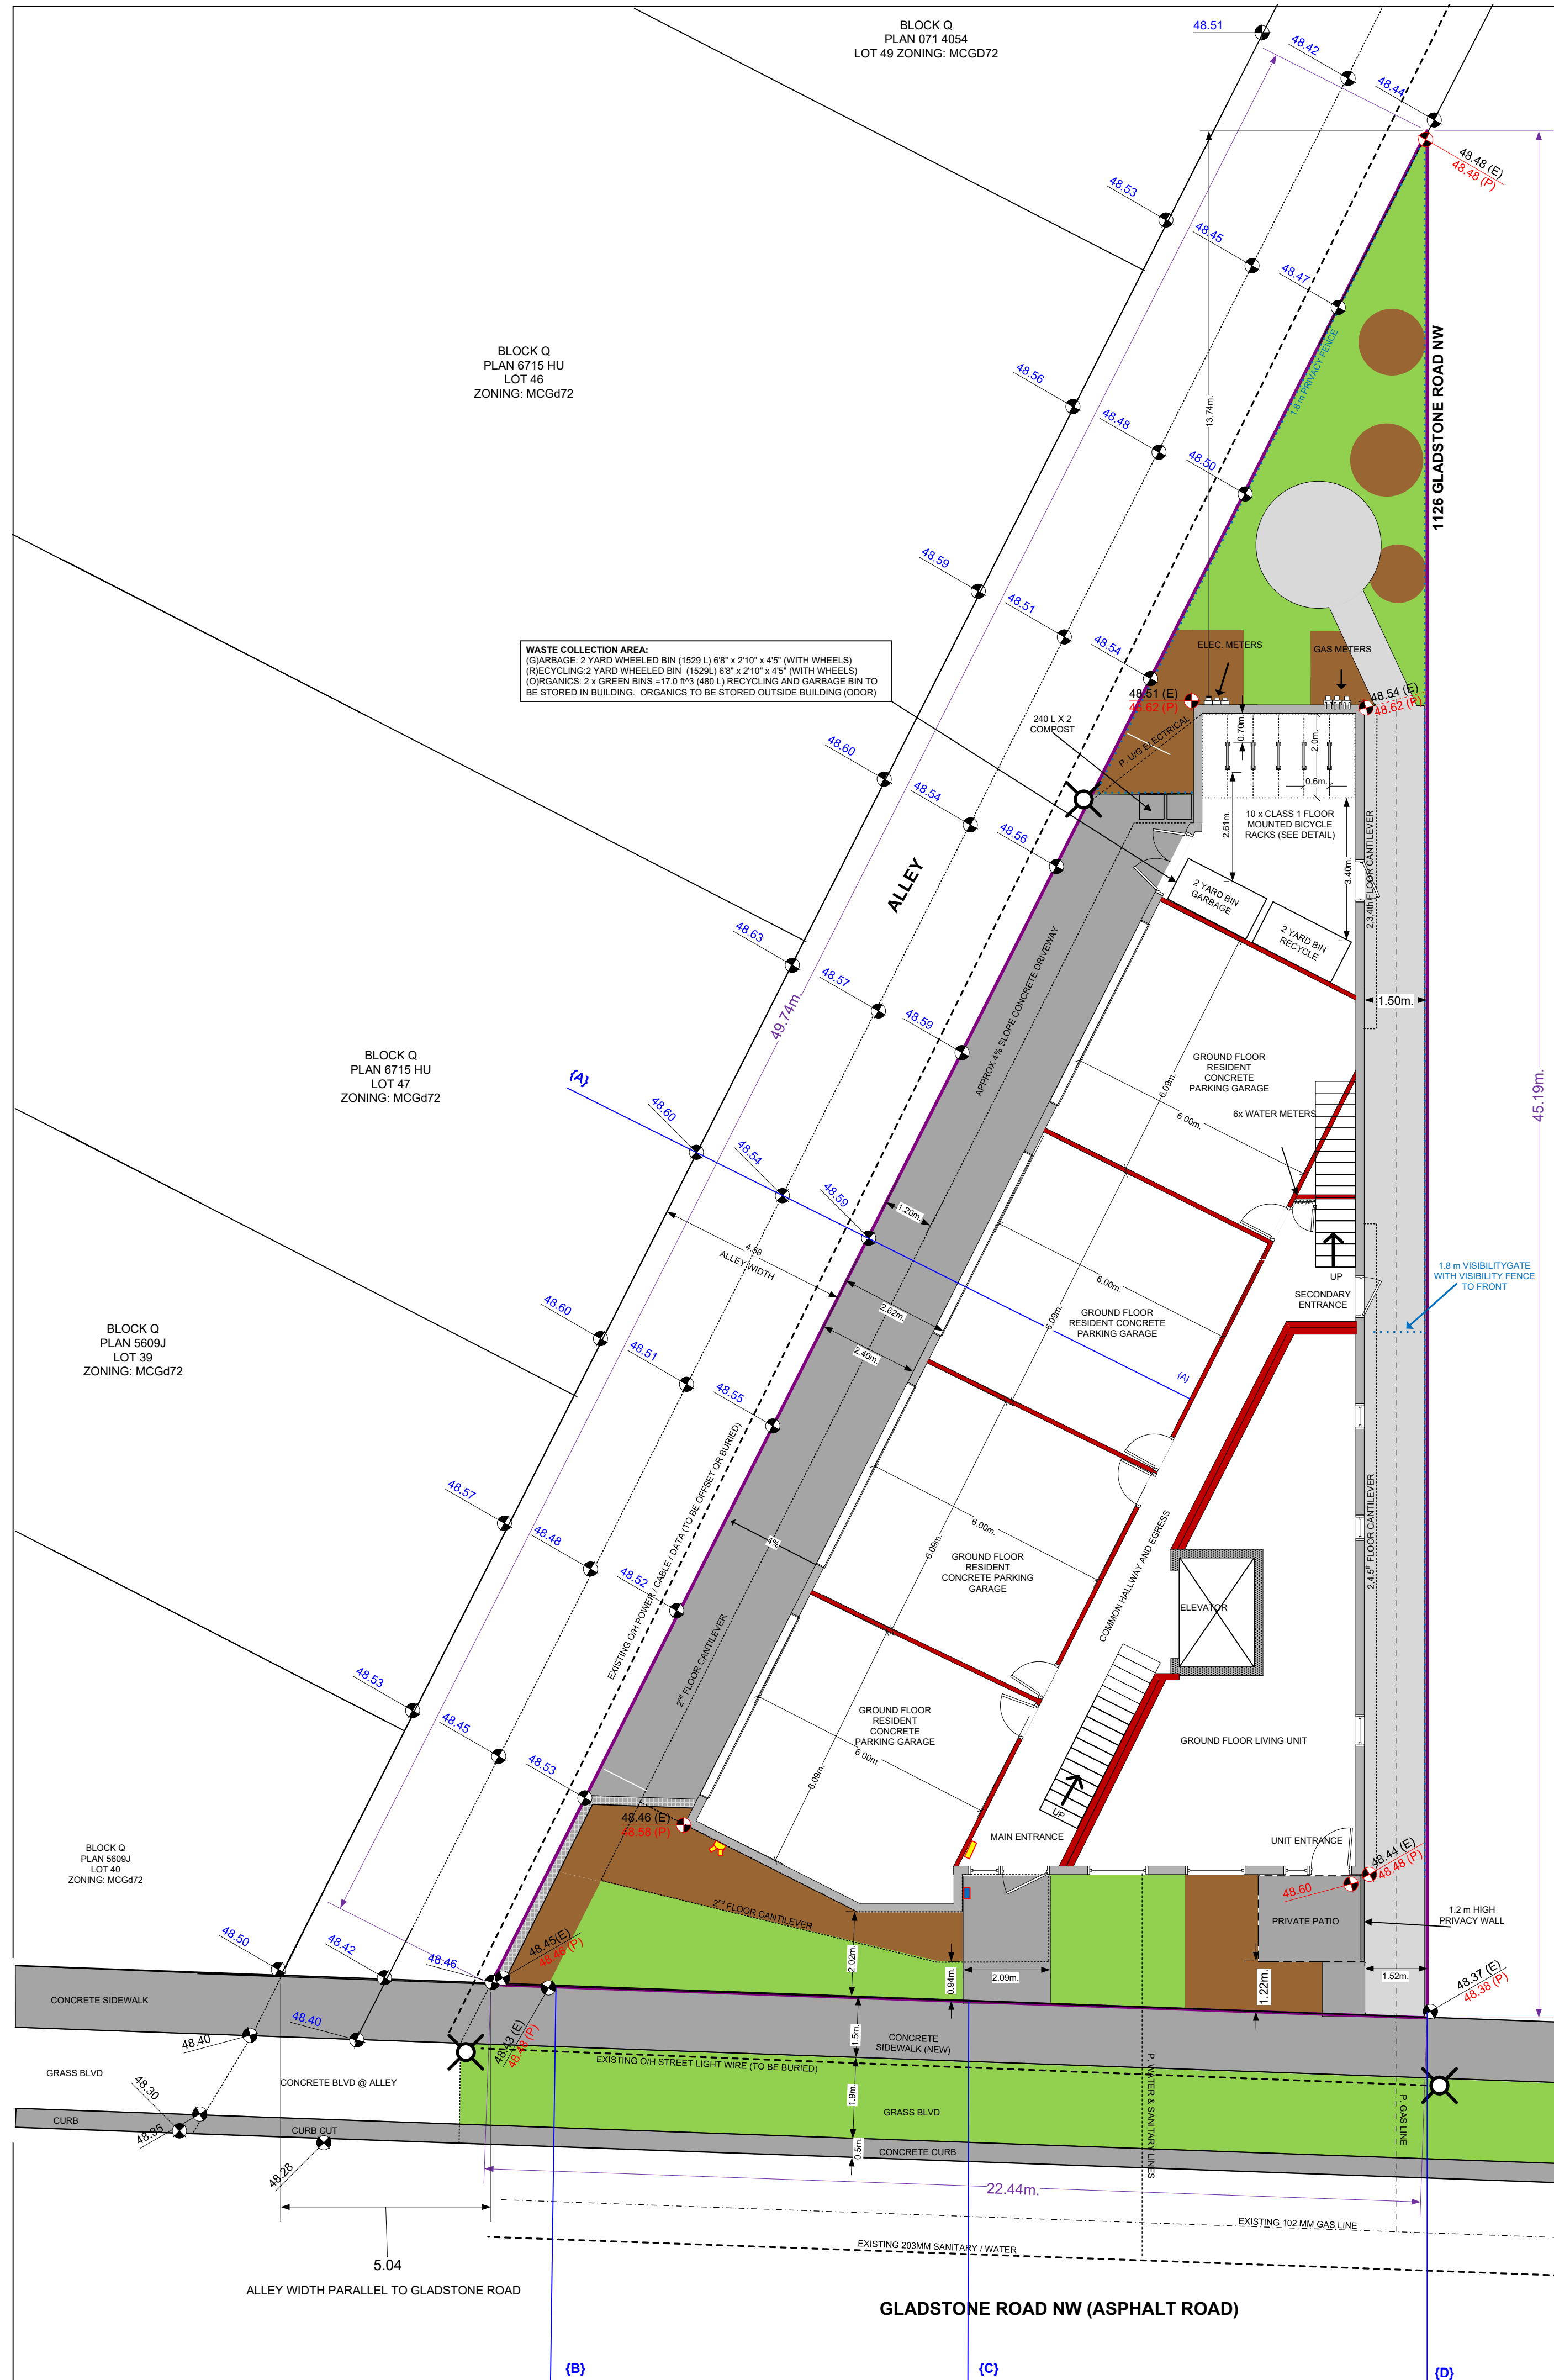 BLOCK Q
PLAN 071 4054
LOT 49 ZONING: MCGD72
48.51
48.42
48.44
48.48 (E)
48.48 (P)
48.53
48.45
48.47
1.8 m PRIVACY FENCE
1126 GLADSTONE ROAD NW
BLOCK Q
PLAN 6715 HU
LOT 46
ZONING: MCGd72
48.56
48.48
48.50
13.74m.
48.59
48.51
48.54
WASTE COLLECTION AREA:
(G)ARBAGE: 2 YARD WHEELED BIN (1529 L) 6'8" x 2'10" x 4'5" (WITH WHEELS)
(R)ECYCLING:2 YARD WHEELED BIN (1529L) 6'8" x 2'10" x 4'5" (WITH WHEELS)
(O)RGANICS: 2 x GREEN BINS =17.0 ft^3 (480 L) RECYCLING AND GARBAGE BIN TO
BE STORED IN BUILDING. ORGANICS TO BE STORED OUTSIDE BUILDING (ODOR)
ELEC. METERS
GAS METERS
48.51 (E)
48.62 (P)
48.54 (E)
48.62 (P)
240 L X 2
COMPOST
P. U/G ELECTRICAL
0.70m.
2.0m.
0.6m.
48.60
48.54
48.56
10 x CLASS 1 FLOOR
MOUNTED BICYCLE
RACKS (SEE DETAIL)
2.61m.
3.40m.
2,3,4th FLOOR CANTILEVER
ALLEY
2 YARD BIN
GARBAGE
2 YARD BIN
RECYCLE
48.63
48.57
48.59
49.74m.
APPROX 4% SLOPE CONCRETE DRIVEWAY
1.50m.
45.19m.
BLOCK Q
PLAN 6715 HU
LOT 47
ZONING: MCGd72
{A}
48.60
48.54
48.59
GROUND FLOOR
RESIDENT
CONCRETE
PARKING GARAGE
6.09m.
6.00m.
6x WATER METERS
1.20m.
4.58
ALLEY WIDTH
UP
SECONDARY
ENTRANCE
1.8 m VISIBILITYGATE
WITH VISIBILITY FENCE
TO FRONT
2.62m.
2.40m.
6.00m.
6.09m.
GROUND FLOOR
RESIDENT CONCRETE
PARKING GARAGE
{A}
BLOCK Q
PLAN 5609J
LOT 39
ZONING: MCGd72
48.60
48.51
48.55
EXISTING O/H POWER / CABLE / DATA (TO BE OFFSET OR BURIED)
48.57
48.48
48.52
4%
6.00m.
6.09m.
GROUND FLOOR
RESIDENT
CONCRETE PARKING
GARAGE
COMMON HALLWAY AND EGRESS
ELEVATOR
2,4,5th FLOOR CANTILEVER
2nd FLOOR CANTILEVER
48.53
48.45
48.53
GROUND FLOOR
RESIDENT
CONCRETE
PARKING GARAGE
6.00m.
6.09m.
GROUND FLOOR LIVING UNIT
UP
MAIN ENTRANCE
UNIT ENTRANCE
48.46 (E)
48.58 (P)
48.44 (E)
48.48 (P)
48.60
BLOCK Q
PLAN 5609J
LOT 40
ZONING: MCGd72
2nd FLOOR CANTILEVER
PRIVATE PATIO
1.2 m HIGH
PRIVACY WALL
48.50
48.42
48.46
48.45(E)
48.46 (P)
2.02m.
0.94m.
2.09m.
1.22m.
1.52m.
48.37 (E)
48.38 (P)
CONCRETE SIDEWALK
48.40
48.40
48.43 (E)
48.48 (P)
1.5m.
CONCRETE
SIDEWALK (NEW)
EXISTING O/H STREET LIGHT WIRE (TO BE BURIED)
GRASS BLVD
CONCRETE BLVD @ ALLEY
48.30
48.35
1.9m.
GRASS BLVD
P. WATER & SANITARY LINES
P. GAS LINE
CURB
CURB CUT
0.5m.
CONCRETE CURB
48.28
22.44m.
EXISTING 102 MM GAS LINE
EXISTING 203MM SANITARY / WATER
5.04
ALLEY WIDTH PARALLEL TO GLADSTONE ROAD
GLADSTONE ROAD NW (ASPHALT ROAD)
{B}
{C}
{D}